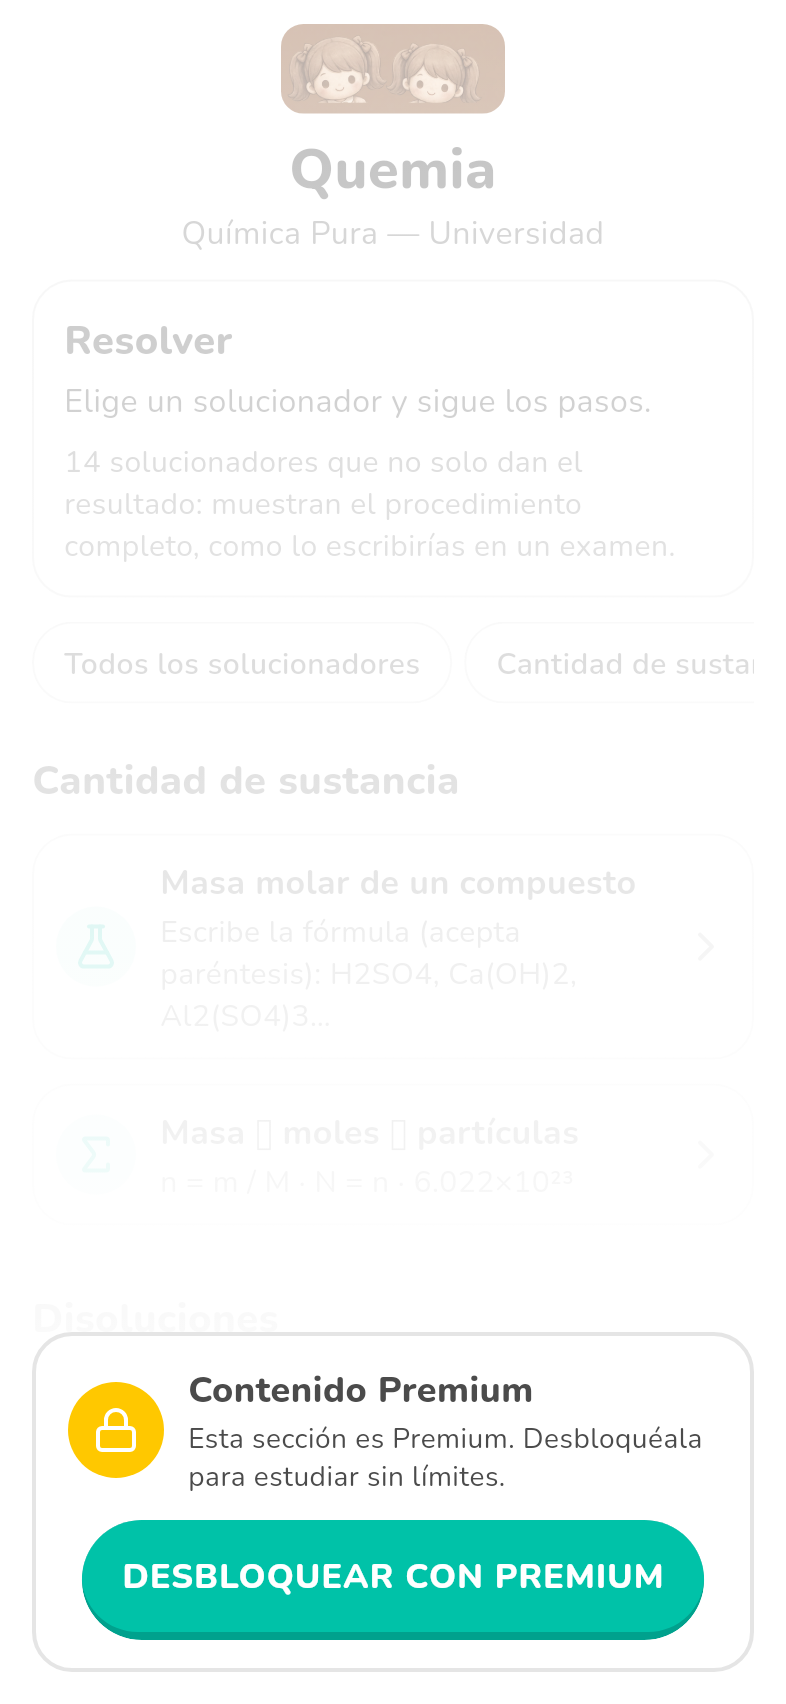 Quemia
Química Pura — Universidad
Resolver
Elige un solucionador y sigue los pasos.
14 solucionadores que no solo dan el
resultado: muestran el procedimiento
completo, como lo escribirías en un examen.
Todos los solucionadores
Cantidad de sustan
Cantidad de sustancia
Masa molar de un compuesto
Escribe la fórmula (acepta
paréntesis): H2SO4, Ca(OH)2,
Al2(SO4)3...
Masa ▯ moles ▯ partículas
n = m / M · N = n · 6.022×10²³
Disoluciones
Contenido Premium
Esta sección es Premium. Desbloquéala
para estudiar sin límites.
DESBLOQUEAR CON PREMIUM